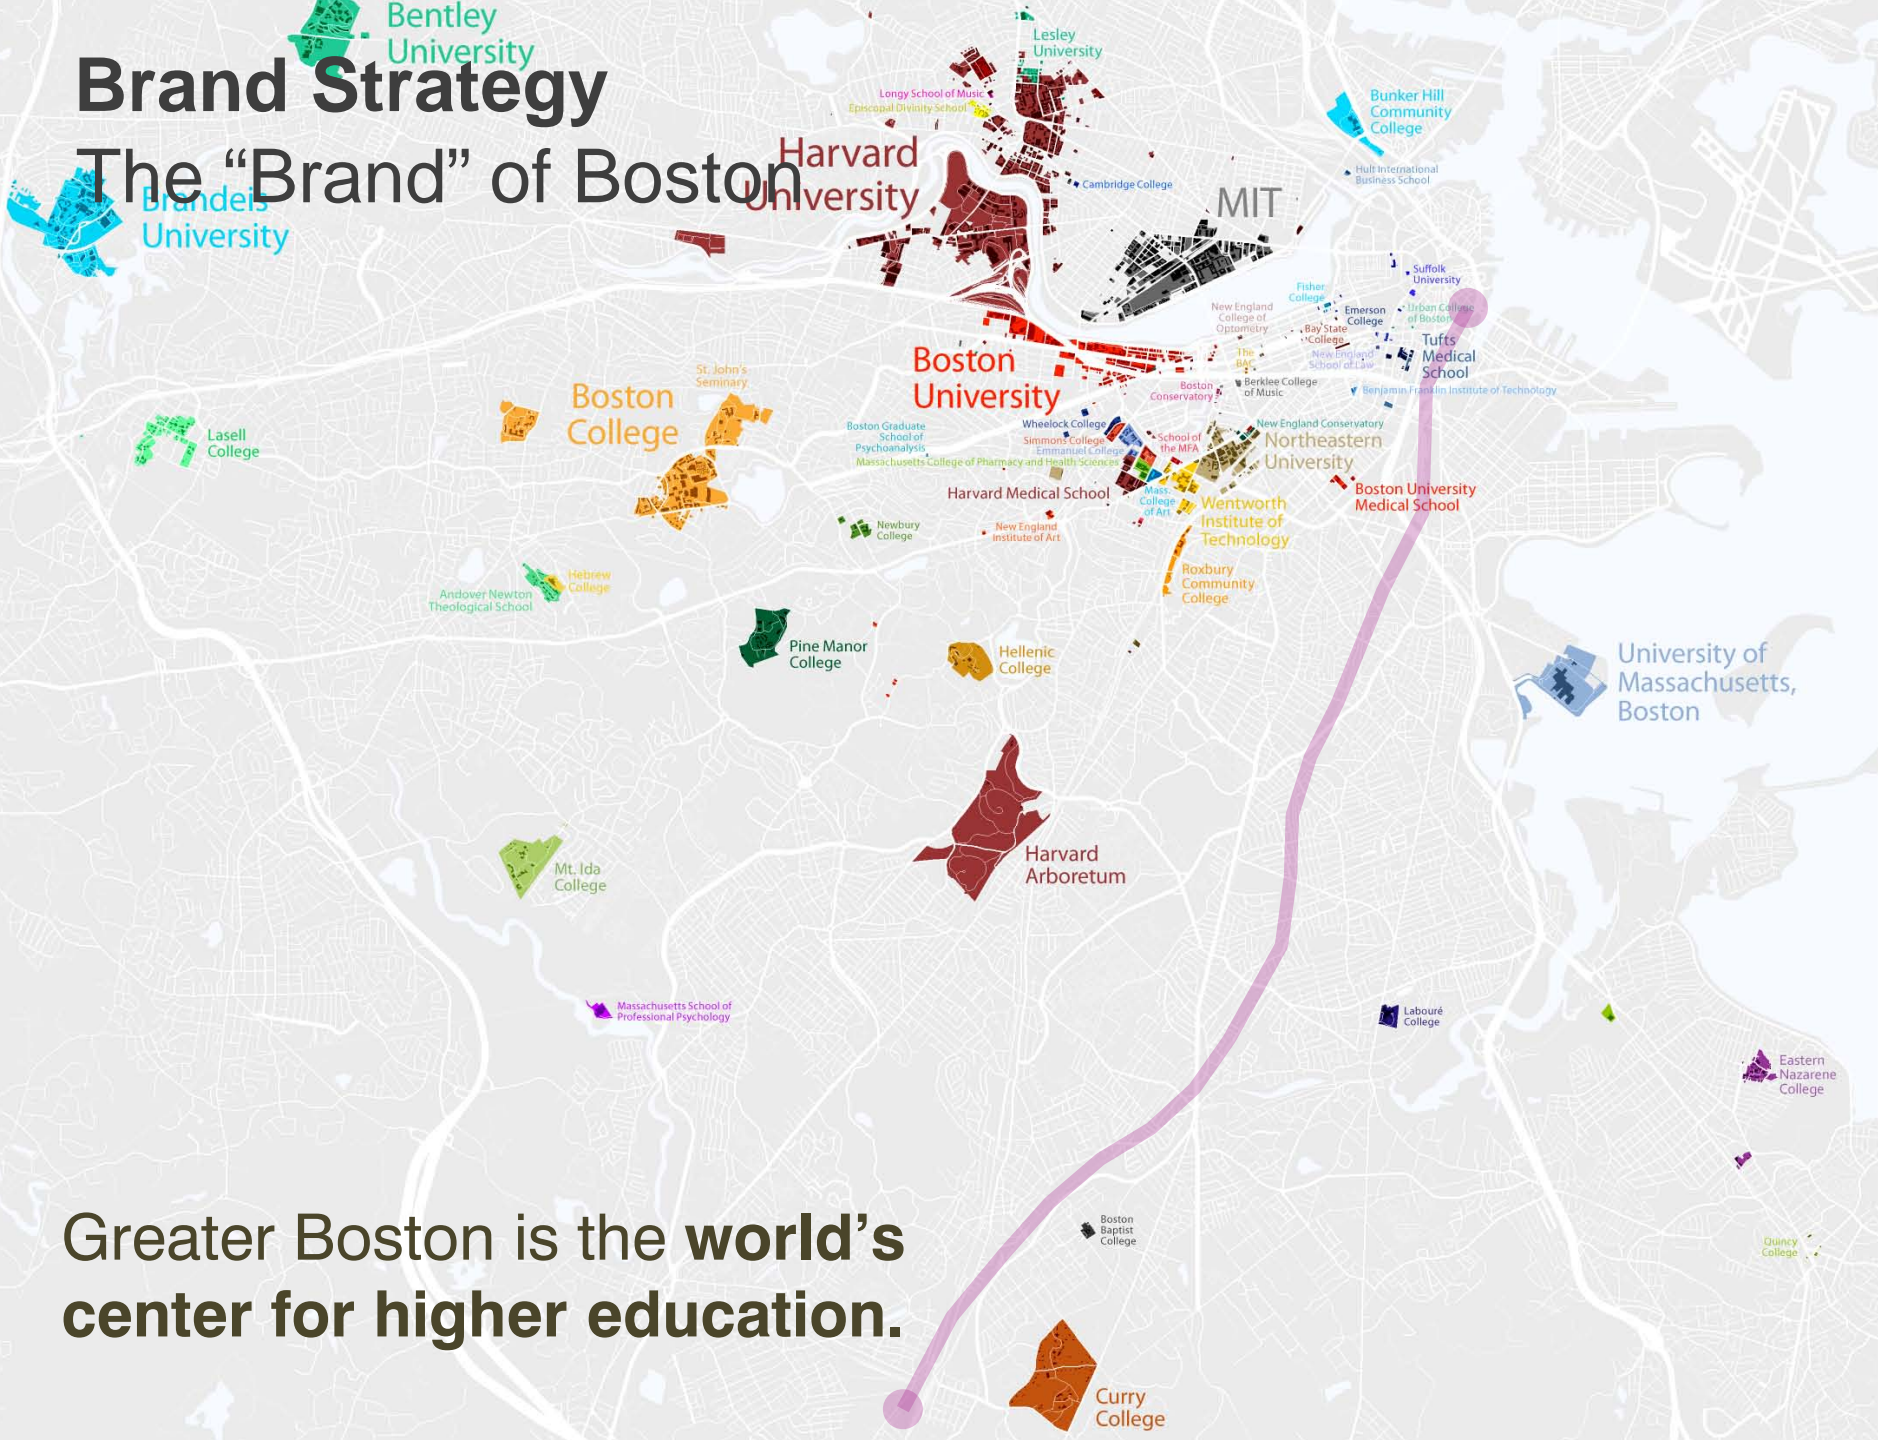 Bentley
University
Brand Strategy
The “Brand” of Boston
Brandeis
University
Lesley
University
Longy School of Music
Episcopal Divinity School
Harvard
University
Cambridge College
MIT
Bunker Hill
Community
College
Hult International
Business School
Suffolk
University
Fisher
College
Urban College
of Boston
Emerson
College
New England
College of
Optometry
Bay State
College
Tufts
Medical
School
New England
School of Law
The
BAC
Benjamin Franklin Institute of Technology
Berklee College
of Music
Boston
Conservatory
Boston
University
St. John's
Seminary
Boston
College
Lasell
College
Boston Graduate
School of
Psychoanalysis
Wheelock College
Simmons College
Emmanuel College
Massachusetts College of Pharmacy and Health Sciences
School of
the MFA
New England Conservatory
Northeastern
University
Harvard Medical School
Mass.
College
of Art
Boston University
Medical School
Wentworth
Institute of
Technology
New England
Institute of Art
Newbury
College
Roxbury
Community
College
Hebrew
College
Andover Newton
Theological School
Pine Manor
College
Hellenic
College
University of
Massachusetts,
Boston
Harvard
Arboretum
Mt. Ida
College
Massachusetts School of
Professional Psychology
Labouré
College
Eastern
Nazarene
College
Boston
Baptist
College
Quincy
College
Greater Boston is the world’s
center for higher education.
Curry
College